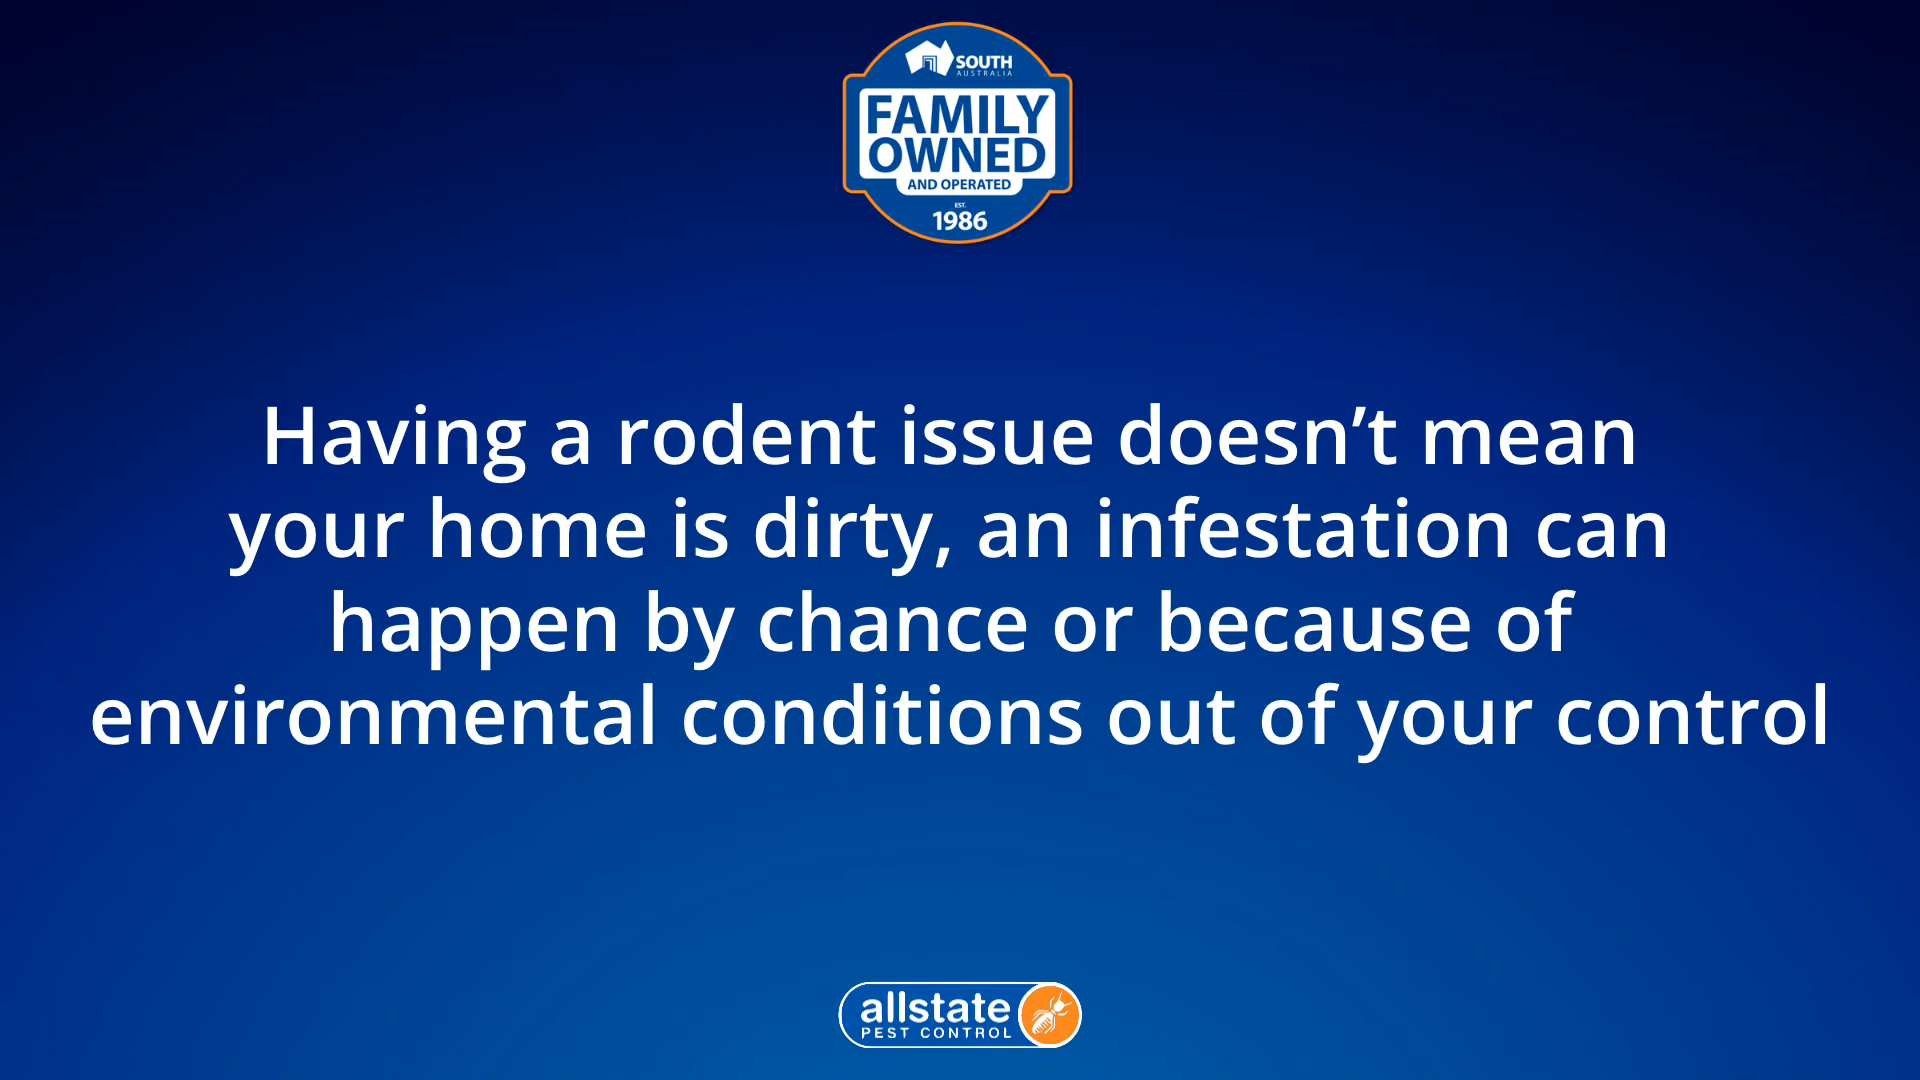 SOUTH
AUSTRALIA
FAMILY
OWNED
AND OPERATED
EST.
1986
Having a rodent issue doesn’t mean
your home is dirty, an infestation can
happen by chance or because of
environmental conditions out of your control
allstate
PEST CONTROL